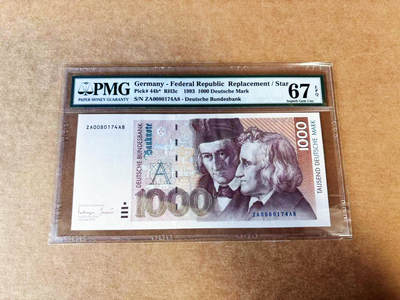 PMG
PAPER MONEY GUARANTY
Germany - Federal Republic Replacement / Star
Pick# 44b* Ri3c 1993 1000 Deutsche Mark
S/N ZA0080174A8 - Deutsche Bundesbank
67 EPQ
Superb Gem Unc
ZA0080174A8
DEUTSCHE BUNDESBANK
Banknote
1000
1000
TAUSEND DEUTSCHE MARK
ZA0080174A8